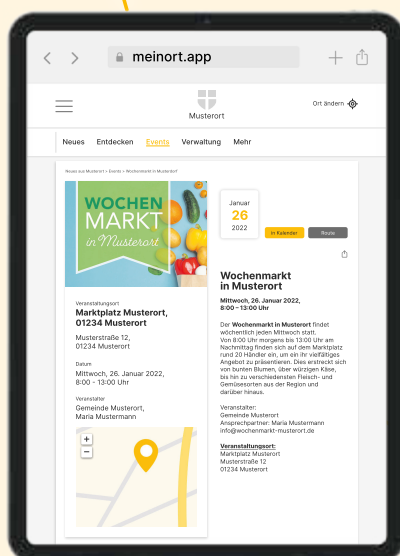 meinort.app
Musterort
Ort ändern
Neues Entdecken Events Verwaltung Mehr
Neues aus Musterort > Events > Wochenmarkt in Musterdorf
WOCHEN
MARKT
in Musterort
Veranstaltungsort
Marktplatz Musterort,
01234 Musterort
Musterstraße 12,
01234 Musterort
Datum
Mittwoch, 26. Januar 2022,
8:00 - 13:00 Uhr
Veranstalter
Gemeinde Musterort,
Maria Mustermann
+
−
Januar
26
2022
in Kalender
Route
Wochenmarkt
in Musterort
Mittwoch, 26. Januar 2022,
8:00 – 13:00 Uhr
Der Wochenmarkt in Musterort findet
wöchentlich jeden Mittwoch statt.
Von 8:00 Uhr morgens bis 13:00 Uhr am
Nachmittag finden sich auf dem Marktplatz
rund 20 Händler ein, um ein ihr vielfältiges
Angebot zu präsentieren. Dies erstreckt sich
von bunten Blumen, über würzigen Käse,
bis hin zu verschiedensten Fleisch- und
Gemüsesorten aus der Region und
darüber hinaus.
Veranstalter:
Gemeinde Musterort
Ansprechpartner: Maria Mustermann
info@wochenmarkt-musterort.de
Veranstaltungsort:
Marktplatz Musterort
Musterstraße 12
01234 Musterort